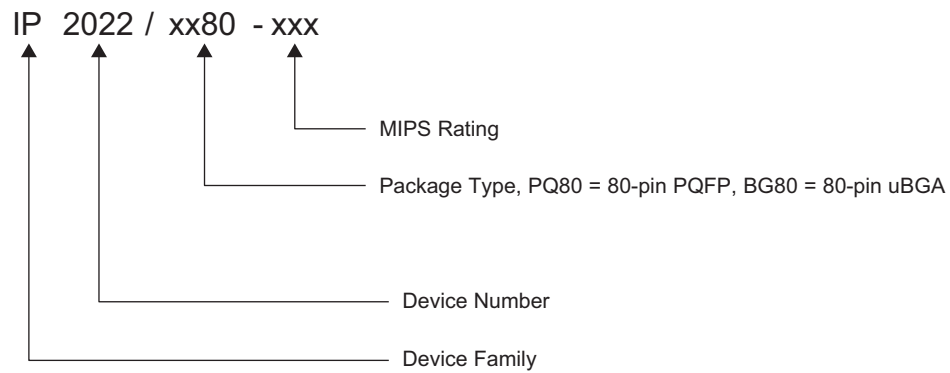 IP 2022 / xx80 - xxx
MIPS Rating
Package Type, PQ80 = 80-pin PQFP, BG80 = 80-pin uBGA
Device Number
Device Family